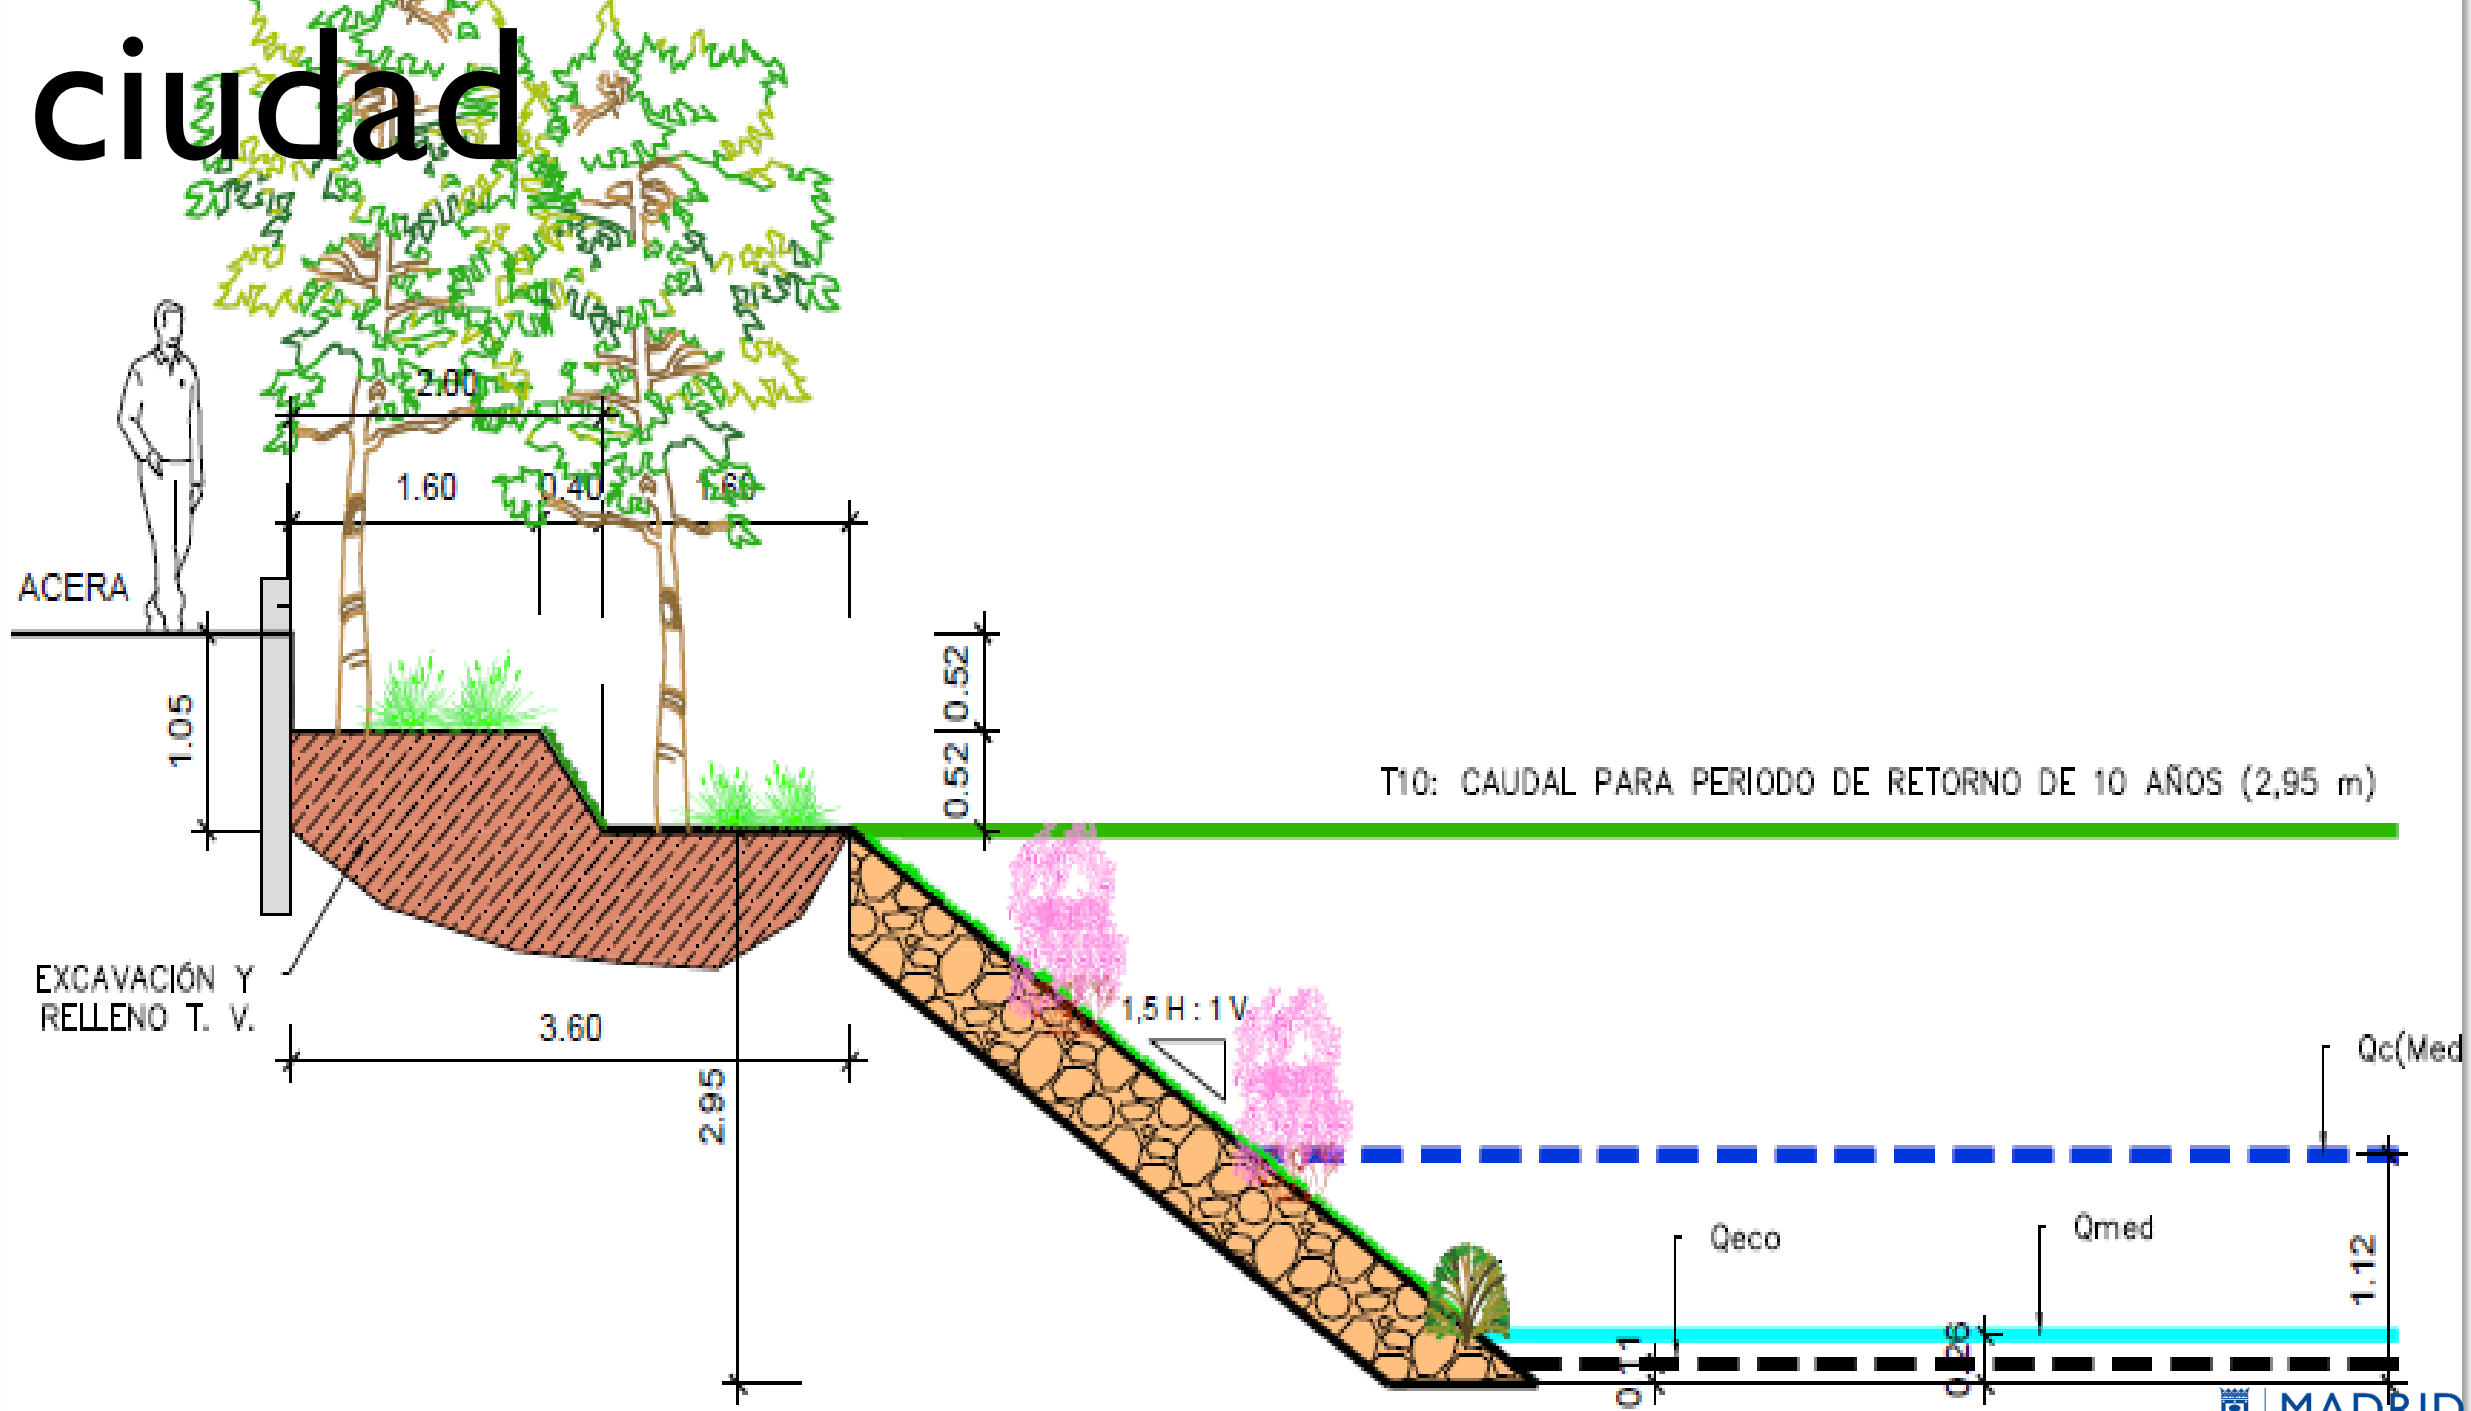 ciudad
2.00
1.60
0.40
1.60
ACERA
1.05
0.52
0.52
T10: CAUDAL PARA PERIODO DE RETORNO DE 10 AÑOS (2,95 m)
EXCAVACIÓN Y
RELLENO T. V.
3.60
2.95
1,5 H : 1 V
Qc(Med
Qeco
Qmed
1.12
0.11
0.26
MADRID